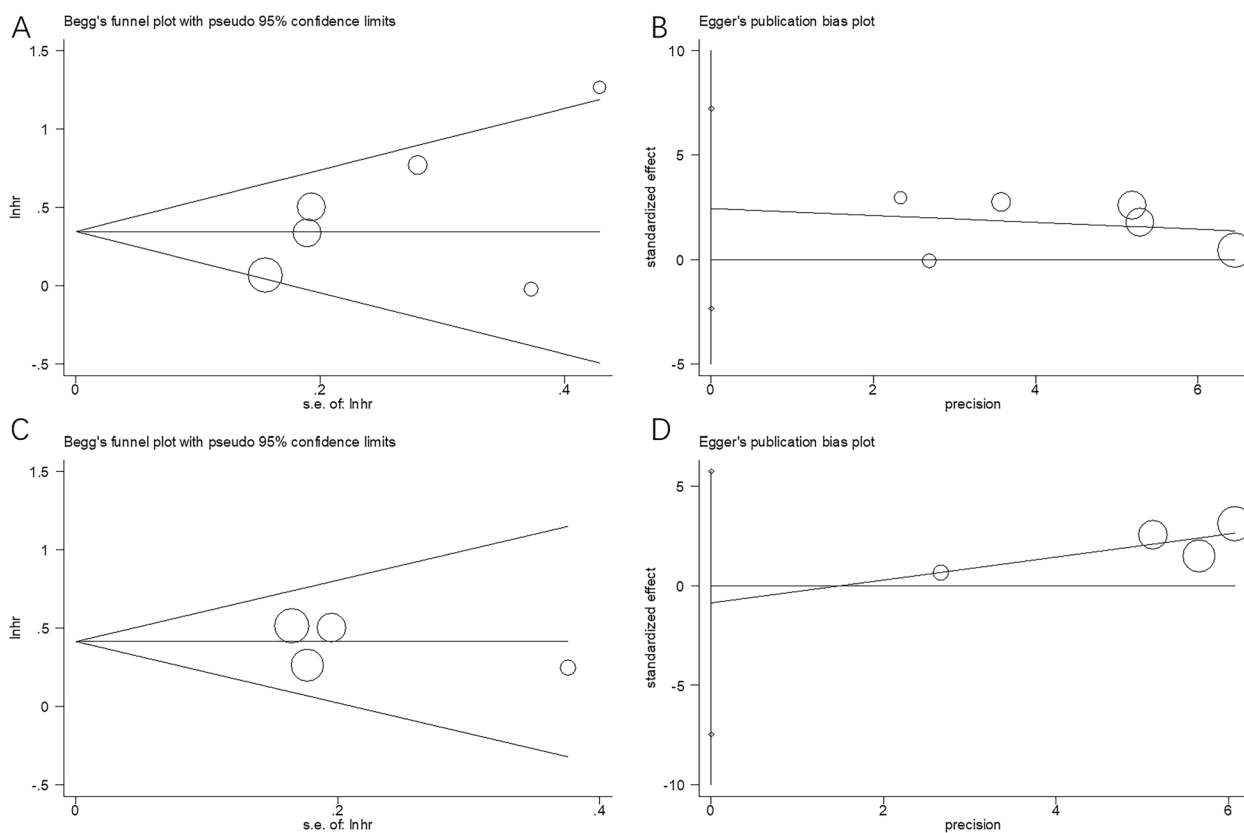 A
Begg's funnel plot with pseudo 95% confidence limits
1.5
1
.5
0
-.5
lnhr
0
.2
.4
s.e. of: lnhr
B
Egger's publication bias plot
10
5
0
-5
standardized effect
0
2
4
6
precision
C
Begg's funnel plot with pseudo 95% confidence limits
1.5
1
.5
0
-.5
lnhr
0
.2
.4
s.e. of: lnhr
D
Egger's publication bias plot
5
0
-5
-10
standardized effect
0
2
4
6
precision